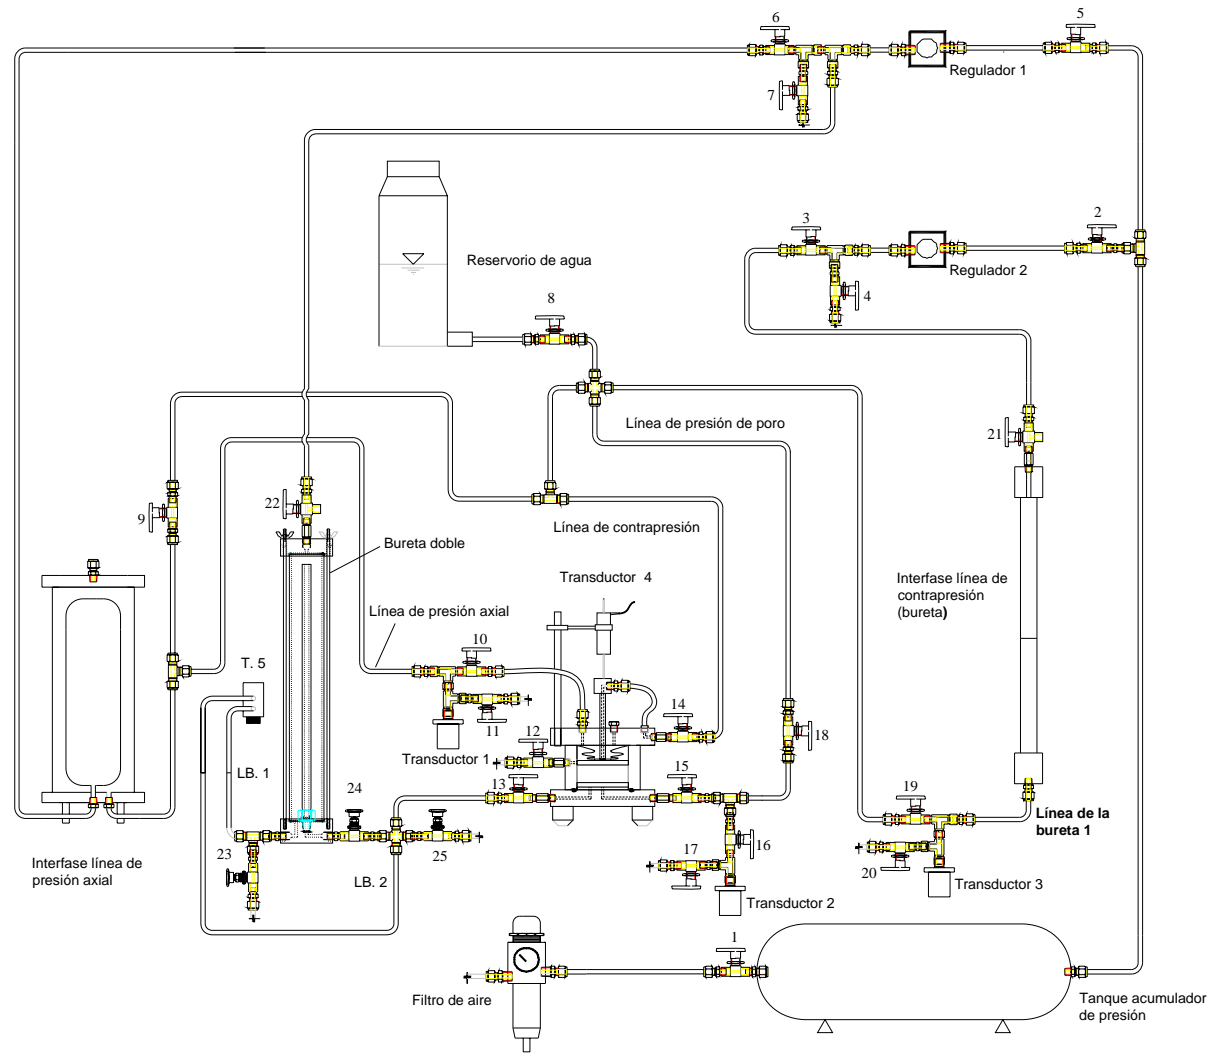 6
5
Regulador 1
7
3
2
Regulador 2
4
Reservorio de agua
8
Línea de presión de poro
21
22
9
Línea de contrapresión
Bureta doble
Transductor  4
Interfase línea de
contrapresión
(bureta)
Línea de presión axial
10
T. 5
14
11
12
18
Transductor 1
LB. 1
13
15
24
19
Línea de la
bureta 1
23
25
16
17
Interfase línea de
presión axial
LB. 2
20
Transductor 3
Transductor 2
1
Filtro de aire
Tanque acumulador
de presión